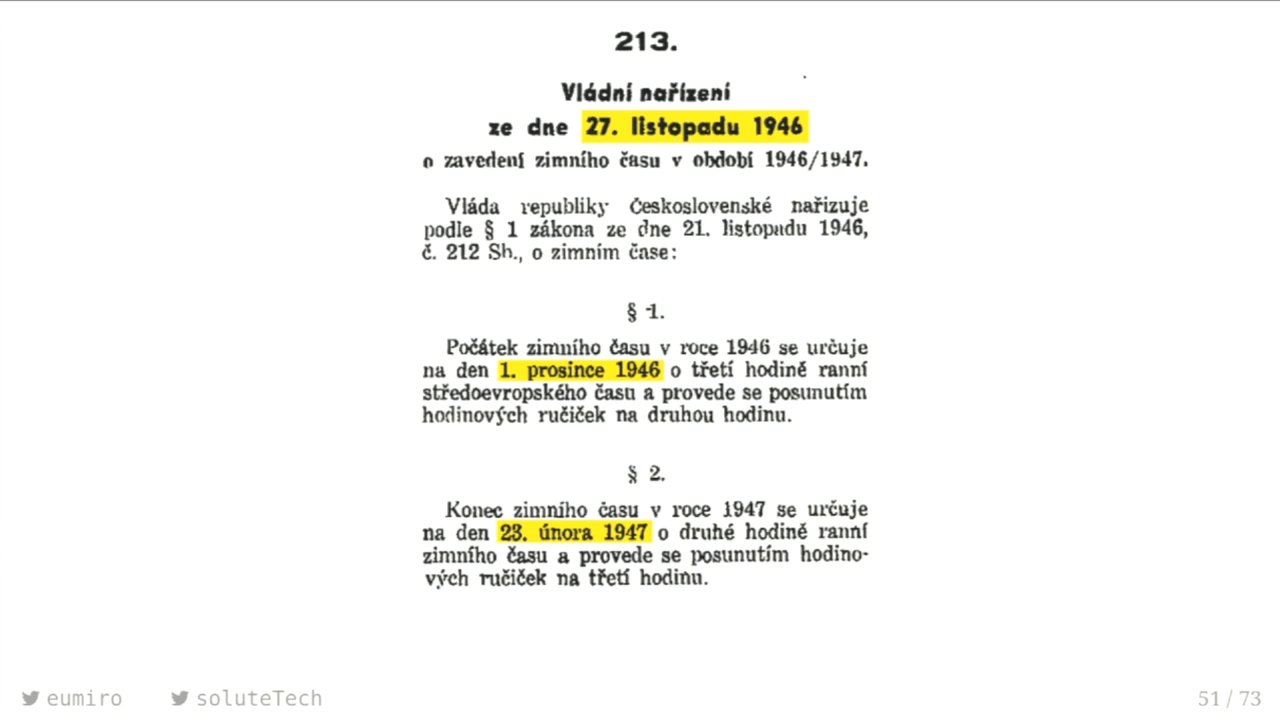 213.
Vládní nařízení
ze dne 27. listopadu 1946
o zavedení zimního času v období 1946/1947.
Vláda republiky Československé nařizuje
podle § 1 zákona ze dne 21. listopadu 1946,
č. 212 Sb., o zimním čase:
§ 1.
Počátek zimního času v roce 1946 se určuje
na den 1. prosince 1946 o třetí hodině ranní
středoevropského času a provede se posunutím
hodinových ručiček na druhou hodinu.
§ 2.
Konec zimního času v roce 1947 se určuje
na den 23. února 1947 o druhé hodině ranní
zimního času a provede se posunutím hodino-
vých ručiček na třetí hodinu.
eumiro soluteTech 51 / 73